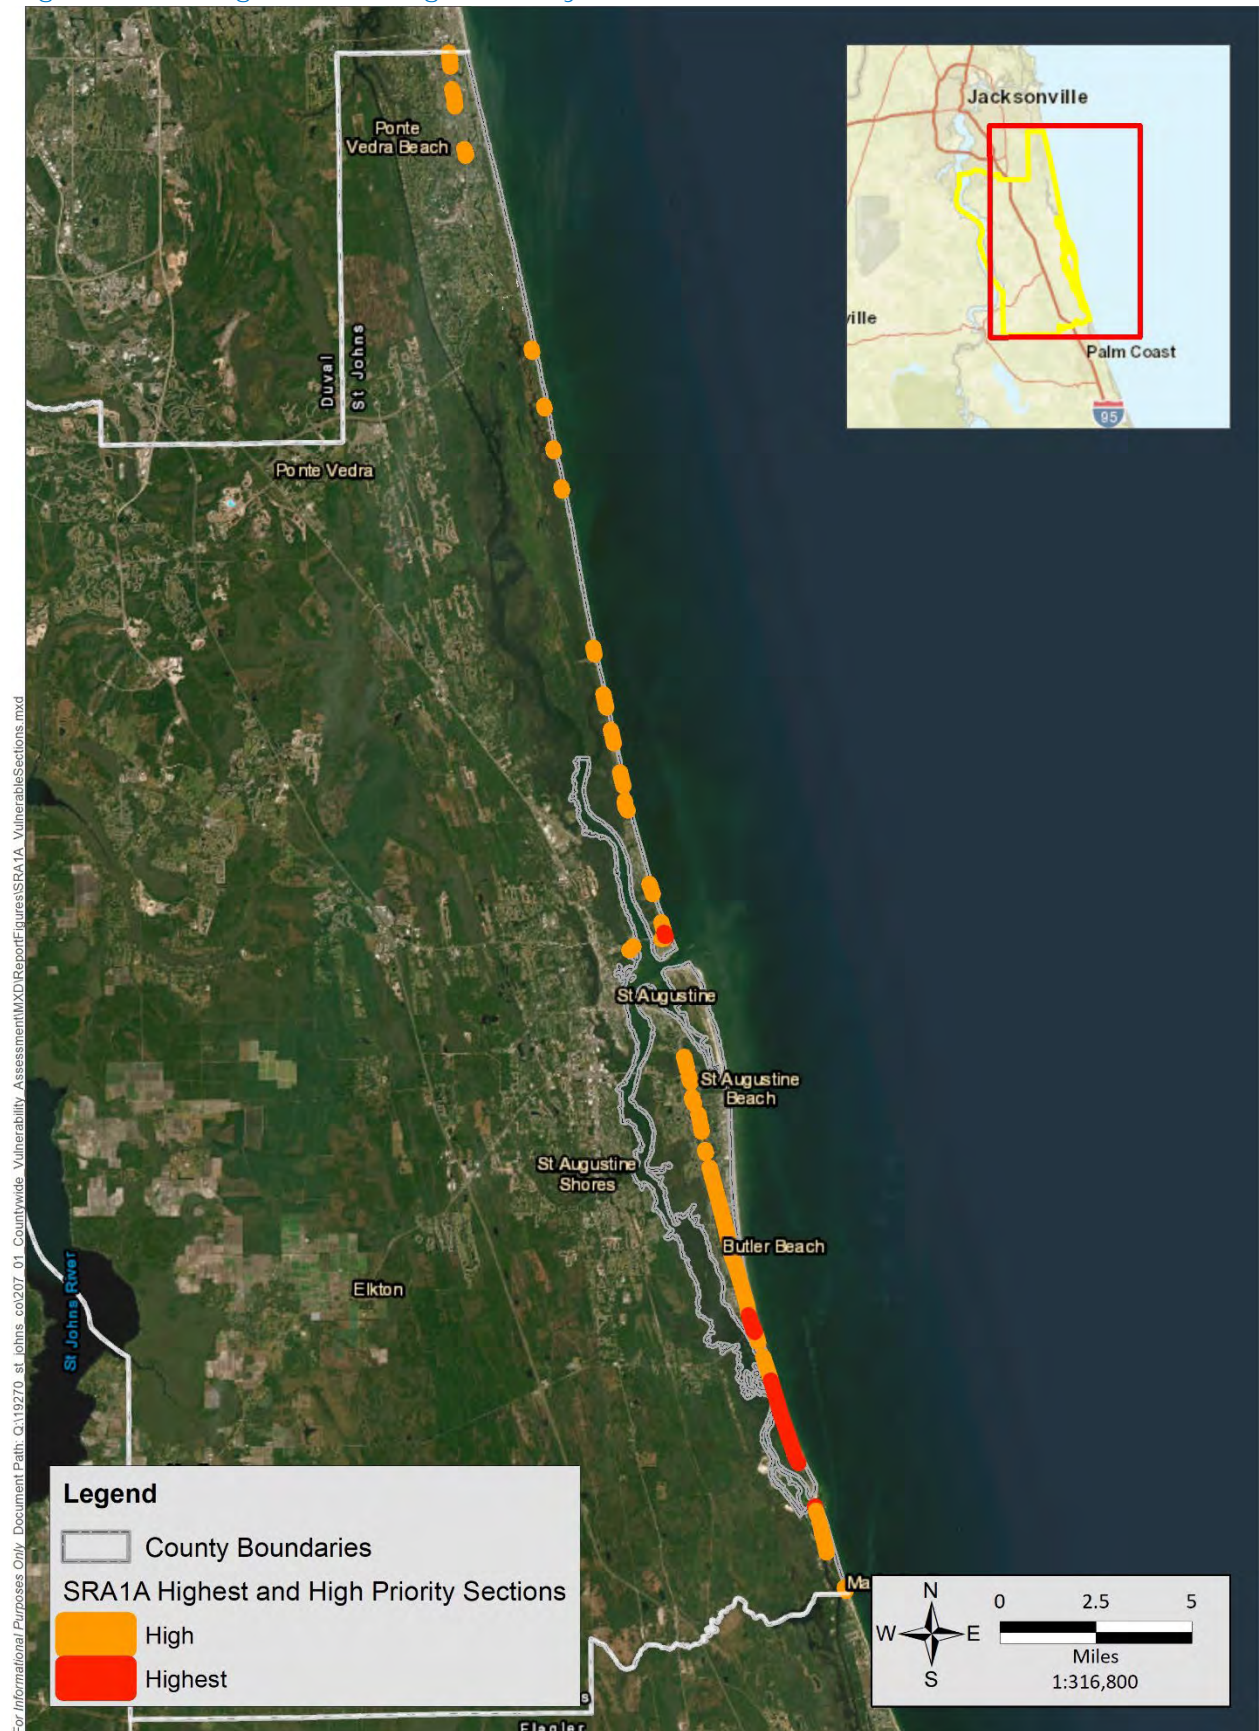 Ponte
Vedra Beach
Duval
St Johns
Ponte Vedra
St Augustine
St Augustine
Beach
St Augustine
Shores
Butler Beach
Elkton
St Johns River
Ma
Flagler
Jacksonville
ville
Palm Coast
95
Legend
County Boundaries
SRA1A Highest and High Priority Sections
High
Highest
N
W
E
S
0 2.5 5
Miles
1:316,800
For Informational Purposes Only Document Path: Q:\19270_st_johns_co\207_01_Countywide_Vulnerability_Assessment\MXD\ReportFigures\SRA1A_VulnerableSections.mxd